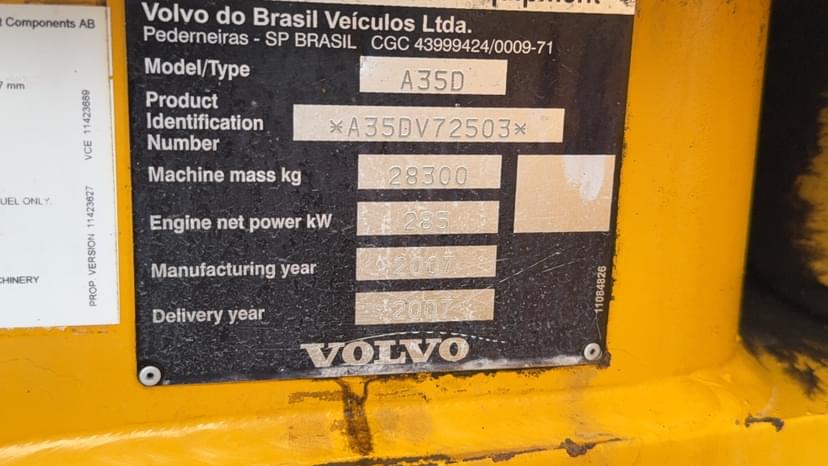 t Components AB
7 mm
UEL ONLY.
CHINERY
PROP VERSION 11423627 VCE 11423689
Volvo do Brasil Veículos Ltda.
Pederneiras - SP BRASIL CGC 43999424/0009-71
Model/Type A35D
Product
Identification *A35DV72503*
Number
Machine mass kg 28300
Engine net power kW 285
Manufacturing year 2007
Delivery year 2007
11084826
VOLVO